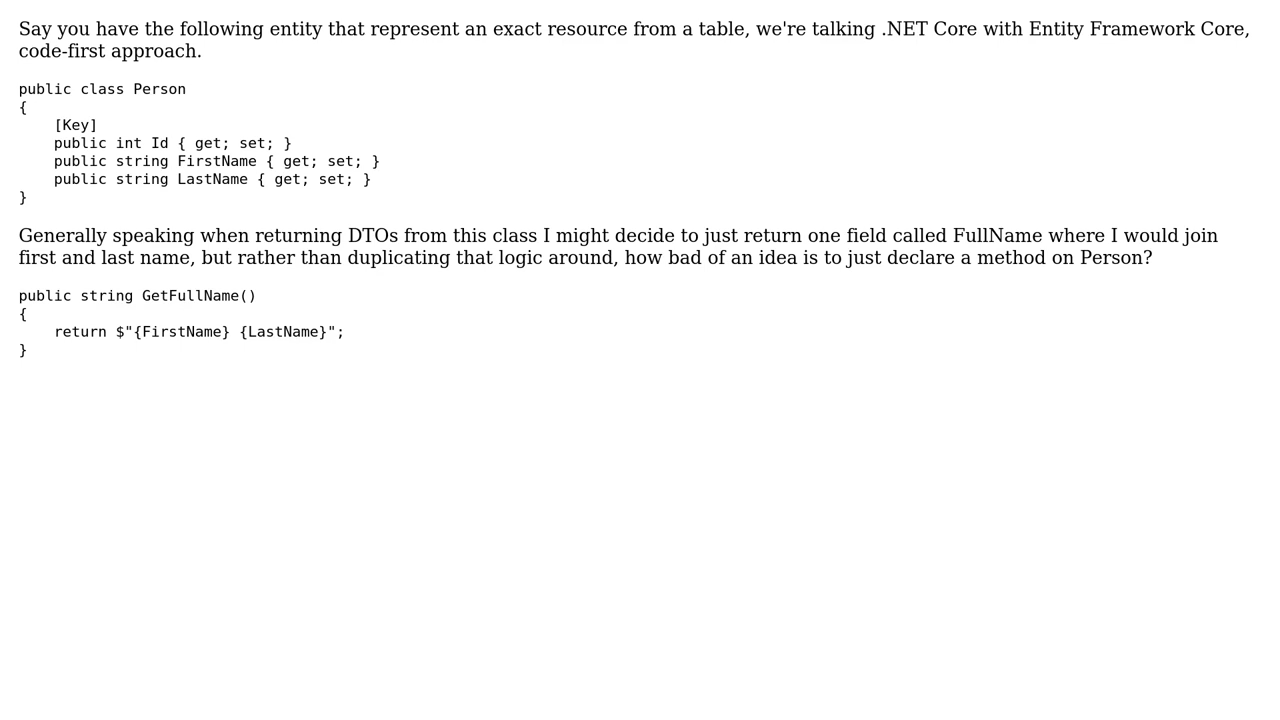 Say you have the following entity that represent an exact resource from a table, we're talking .NET Core with Entity Framework Core,
code-first approach.
public class Person
{
    [Key]
    public int Id { get; set; }
    public string FirstName { get; set; }
    public string LastName { get; set; }
}
Generally speaking when returning DTOs from this class I might decide to just return one field called FullName where I would join
first and last name, but rather than duplicating that logic around, how bad of an idea is to just declare a method on Person?
public string GetFullName()
{
    return $"{FirstName} {LastName}";
}